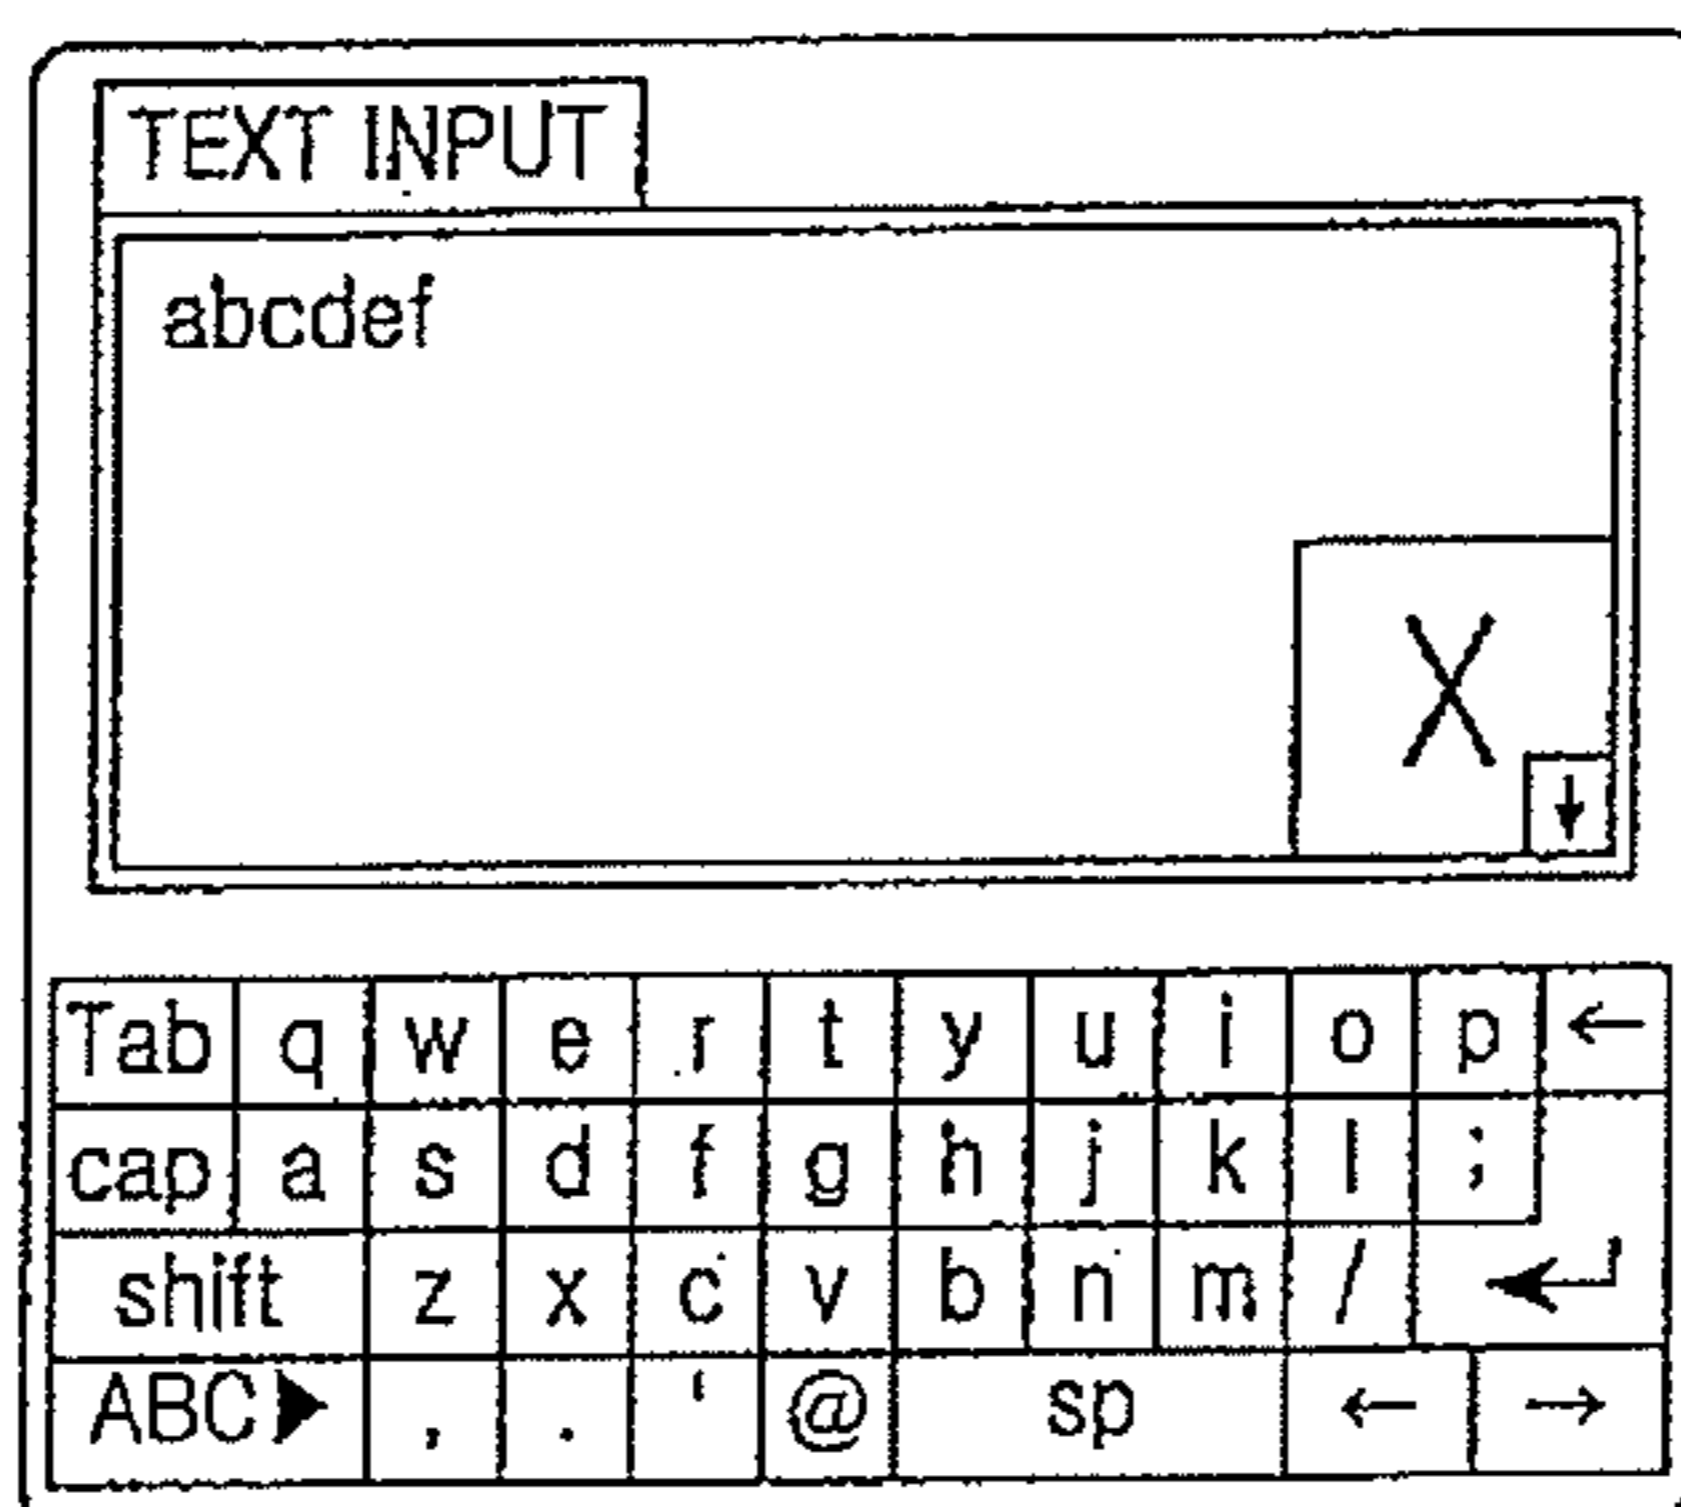 TEXT INPUT
abcdef
X
↓
Tab q w e r t y u i o p ←
cap a s d f g h j k l ;
shift z x c v b n m / ↵
ABC▶ , . ‘ @ sp ← →